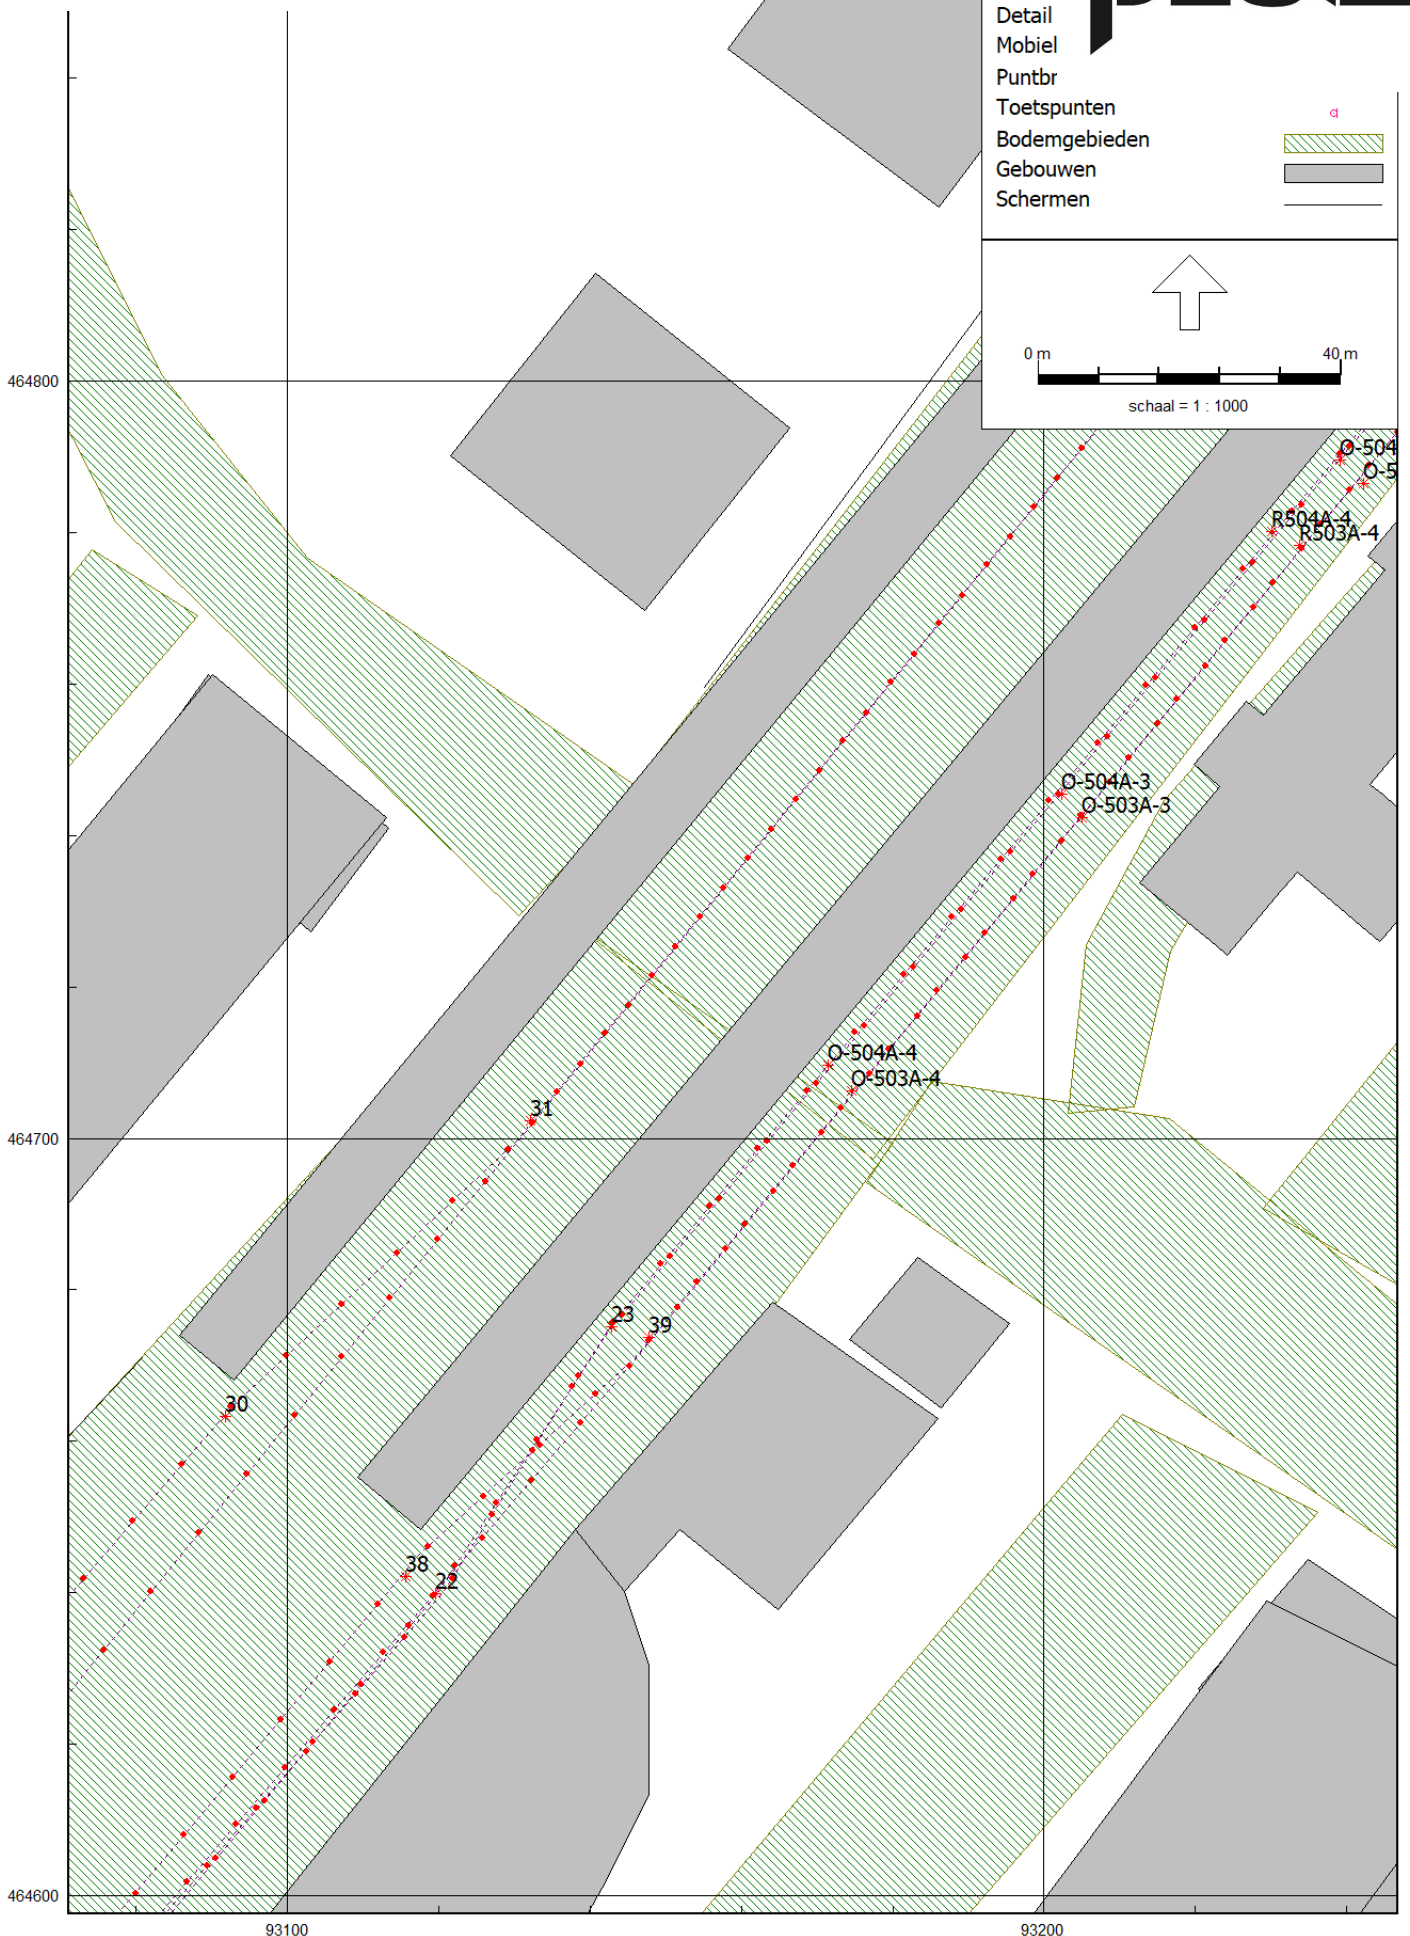 Detail
Mobiel
Puntbr
Toetspunten
Bodemgebieden
Gebouwen
Schermen
0 m 40 m
schaal = 1 : 1000
464800
O-504
O-5
R504A-4
R503A-4
O-504A-3
O-503A-3
O-504A-4
O-503A-4
31
464700
23
39
30
38
22
464600
93100 93200